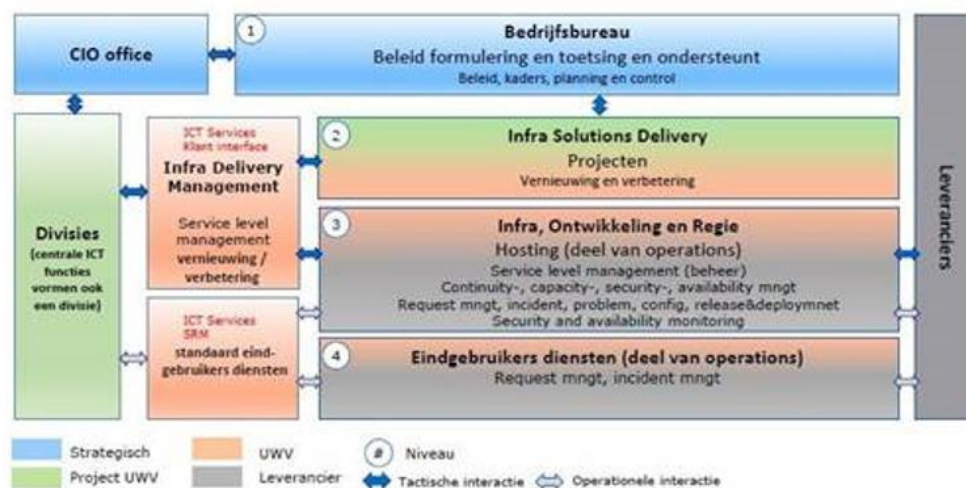 CIO office
1
Bedrijfsbureau
Beleid formulering en toetsing en ondersteunt
Beleid, kaders, planning en control
Leveranciers
Divisies
(centrale ICT
functies
vormen ook
een divisie)
ICT Services
Klant interface
Infra Delivery
Management
Service level
management
vernieuwing /
verbetering
2
Infra Solutions Delivery
Projecten
Vernieuwing en verbetering
3
Infra, Ontwikkeling en Regie
Hosting (deel van operations)
Service level management (beheer)
Continuity-, capacity-, security-, availability mngt
Request mngt, incident, problem, config, release&deploymnet
Security and availability monitoring
ICT Services
SRM
standaard eind-
gebruikers diensten
4
Eindgebruikers diensten (deel van operations)
Request mngt, incident mngt
Strategisch
UWV
# Niveau
Project UWV
Leverancier
Tactische interactie
Operationele interactie